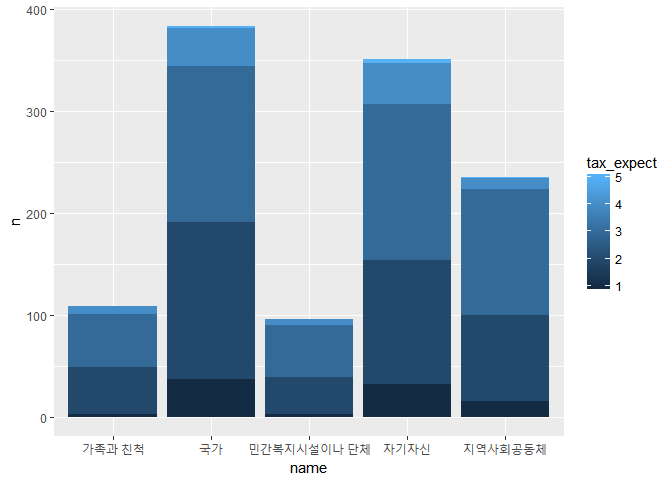 400
300
200
100
0
n
가족과 친척
국가
민간복지시설이나 단체
자기자신
지역사회공동체
name
tax_expect
5
4
3
2
1